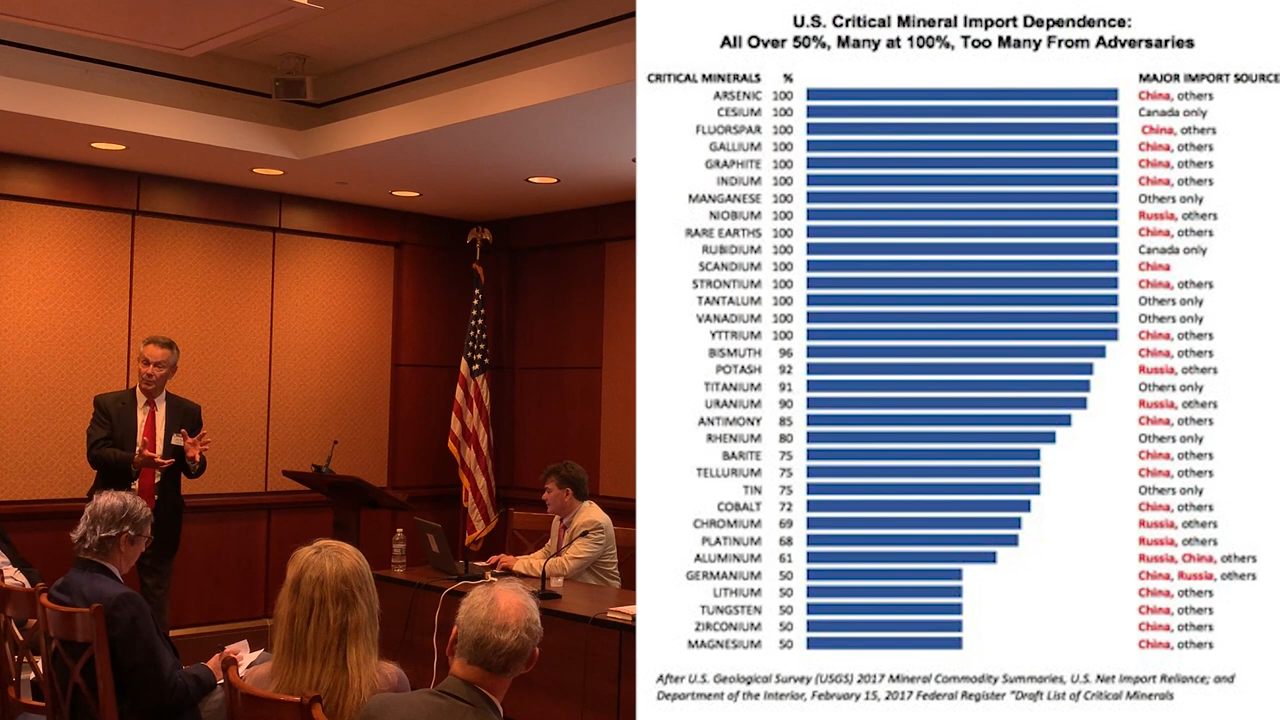 U.S. Critical Mineral Import Dependence:
All Over 50%, Many at 100%, Too Many From Adversaries
CRITICAL MINERALS % MAJOR IMPORT SOURCE
ARSENIC 100 China, others
CESIUM 100 Canada only
FLUORSPAR 100 China, others
GALLIUM 100 China, others
GRAPHITE 100 China, others
INDIUM 100 China, others
MANGANESE 100 Others only
NIOBIUM 100 Russia, others
RARE EARTHS 100 China, others
RUBIDIUM 100 Canada only
SCANDIUM 100 China
STRONTIUM 100 China, others
TANTALUM 100 Others only
VANADIUM 100 Others only
YTTRIUM 100 China, others
BISMUTH 96 China, others
POTASH 92 Russia, others
TITANIUM 91 Others only
URANIUM 90 Russia, others
ANTIMONY 85 China, others
RHENIUM 80 Others only
BARITE 75 China, others
TELLURIUM 75 China, others
TIN 75 Others only
COBALT 72 China, others
CHROMIUM 69 Russia, others
PLATINUM 68 Russia, others
ALUMINUM 61 Russia, China, others
GERMANIUM 50 China, Russia, others
LITHIUM 50 China, others
TUNGSTEN 50 China, others
ZIRCONIUM 50 China, others
MAGNESIUM 50 China, others
After U.S. Geological Survey (USGS) 2017 Mineral Commodity Summaries, U.S. Net Import Reliance; and
Department of the Interior, February 15, 2017 Federal Register "Draft List of Critical Minerals